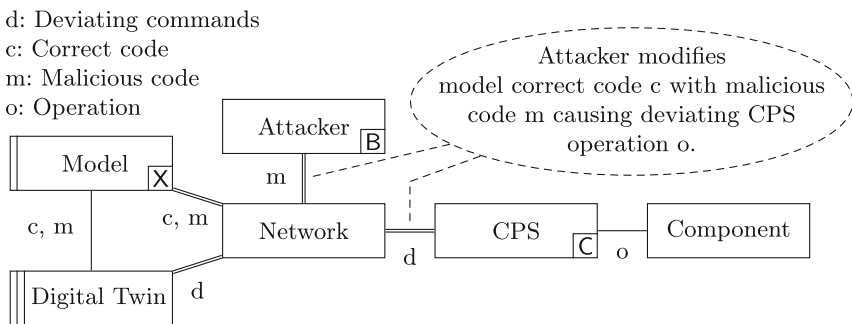 d: Deviating commands
c: Correct code
m: Malicious code
o: Operation
Attacker modifies
model correct code c with malicious
code m causing deviating CPS
operation o.
Attacker
B
Model
X
m
c, m
c, m
Network
d
CPS
C
o
Component
Digital Twin
d